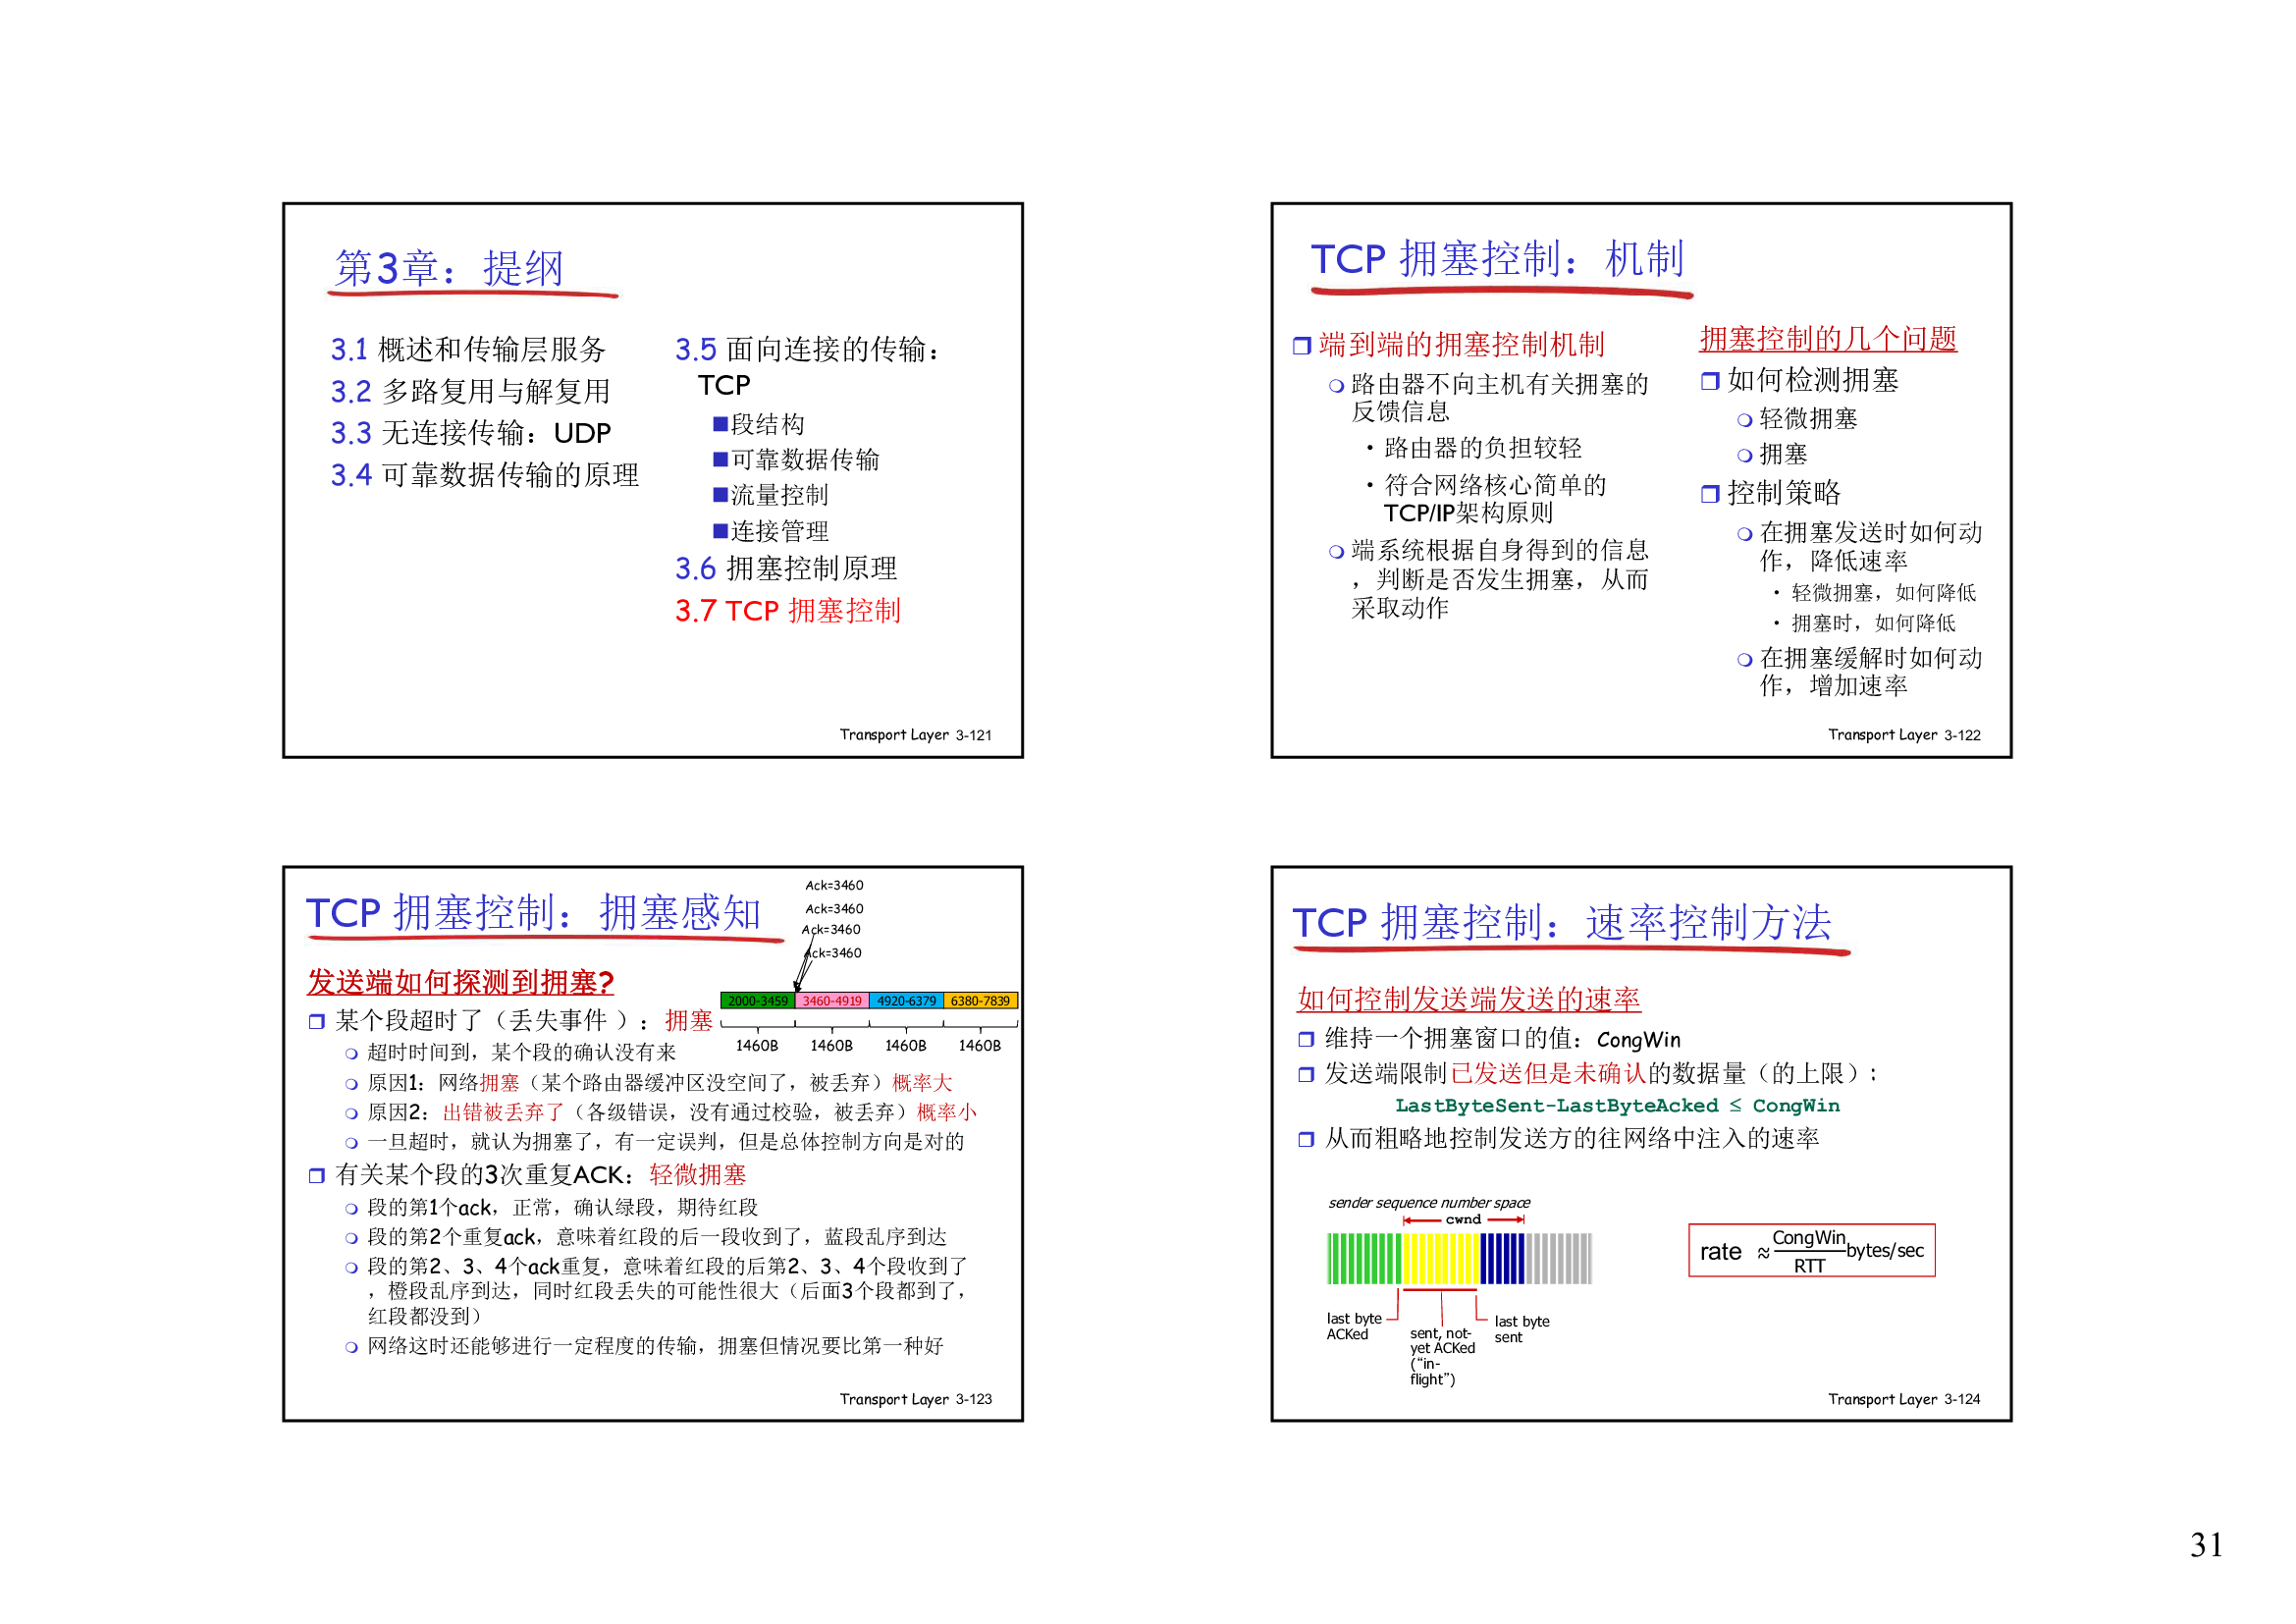 第3章：提纲
3.1 概述和传输层服务
3.2 多路复用与解复用
3.3 无连接传输：UDP
3.4 可靠数据传输的原理
3.5 面向连接的传输：
TCP
段结构
可靠数据传输
流量控制
连接管理
3.6 拥塞控制原理
3.7 TCP 拥塞控制
Transport Layer 3-121
TCP 拥塞控制：机制
端到端的拥塞控制机制
路由器不向主机有关拥塞的
反馈信息
• 路由器的负担较轻
• 符合网络核心简单的
TCP/IP架构原则
端系统根据自身得到的信息
，判断是否发生拥塞，从而
采取动作
拥塞控制的几个问题
如何检测拥塞
轻微拥塞
拥塞
控制策略
在拥塞发送时如何动
作，降低速率
• 轻微拥塞，如何降低
• 拥塞时，如何降低
在拥塞缓解时如何动
作，增加速率
Transport Layer 3-122
TCP 拥塞控制：拥塞感知
Ack=3460
Ack=3460
Ack=3460
Ack=3460
2000-3459 3460-4919 4920-6379 6380-7839
1460B 1460B 1460B 1460B
发送端如何探测到拥塞?
某个段超时了（丢失事件 ）：拥塞
超时时间到，某个段的确认没有来
原因1：网络拥塞（某个路由器缓冲区没空间了，被丢弃）概率大
原因2：出错被丢弃了（各级错误，没有通过校验，被丢弃）概率小
一旦超时，就认为拥塞了，有一定误判，但是总体控制方向是对的
有关某个段的3次重复ACK：轻微拥塞
段的第1个ack，正常，确认绿段，期待红段
段的第2个重复ack，意味着红段的后一段收到了，蓝段乱序到达
段的第2、3、4个ack重复，意味着红段的后第2、3、4个段收到了
，橙段乱序到达，同时红段丢失的可能性很大（后面3个段都到了，
红段都没到）
网络这时还能够进行一定程度的传输，拥塞但情况要比第一种好
Transport Layer 3-123
TCP 拥塞控制：速率控制方法
如何控制发送端发送的速率
维持一个拥塞窗口的值：CongWin
发送端限制已发送但是未确认的数据量（的上限）:
LastByteSent-LastByteAcked ≤ CongWin
从而粗略地控制发送方的往网络中注入的速率
sender sequence number space
cwnd
last byte
ACKed
sent, not-
yet ACKed
(“in-
flight”)
last byte
sent
rate ≈ CongWin bytes/sec
RTT
Transport Layer 3-124
31